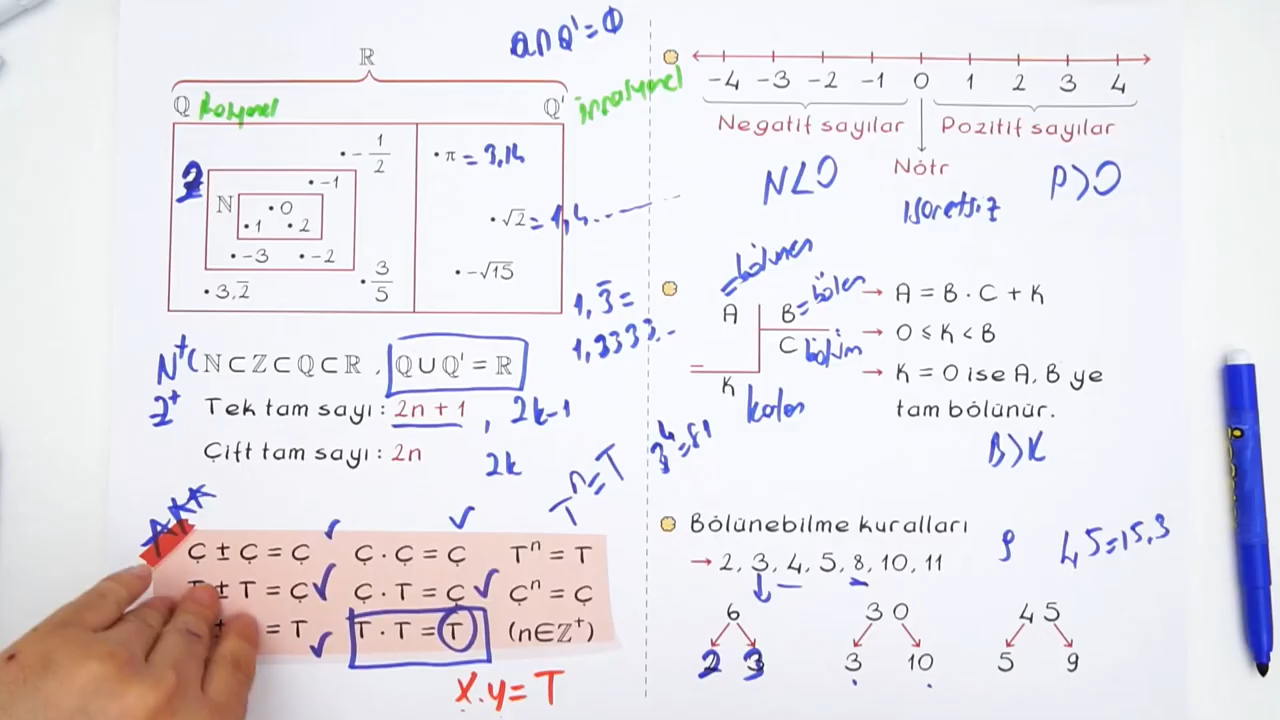 ℝ
Q∩Q'=∅
Q Rasyonel Q' irrasyonel
Z
• -1/2
• -1
N
• 0
• 1 • 2
• -3 • -2
• 3,2̅
• 3/5
• π = 3,14
• √2 = 1,4...
• -√15
1,3̅ =
1,3333..
N⁺(N ⊂ Z ⊂ Q ⊂ ℝ , Q ∪ Q' = ℝ
Z⁺ Tek tam sayı: 2n + 1 , 2k-1
Çift tam sayı: 2n 2k
Tⁿ=T
3⁴=81
Ç ± Ç = Ç ✓ Ç · Ç = Ç ✓ Tⁿ = T
± T = Ç ✓ Ç · T = Ç ✓ Çⁿ = Ç
= T ✓ T · T = T (n∈Z⁺)
x.y = T
-4 -3 -2 -1 0 1 2 3 4
Negatif sayılar Pozitif sayılar
Nötr
N<0 P>0
işaretsiz
A = bölünen
B = bölen
C bölüm
K kalan
→ A = B · C + K
→ 0 ≤ K < B
→ K = 0 ise A, B ye
tam bölünür.
B>K
Bölünebilme kuralları
→ 2, 3, 4, 5, 8, 10, 11
9 45=15.3
6 30 45
2 3 3 10 5 9